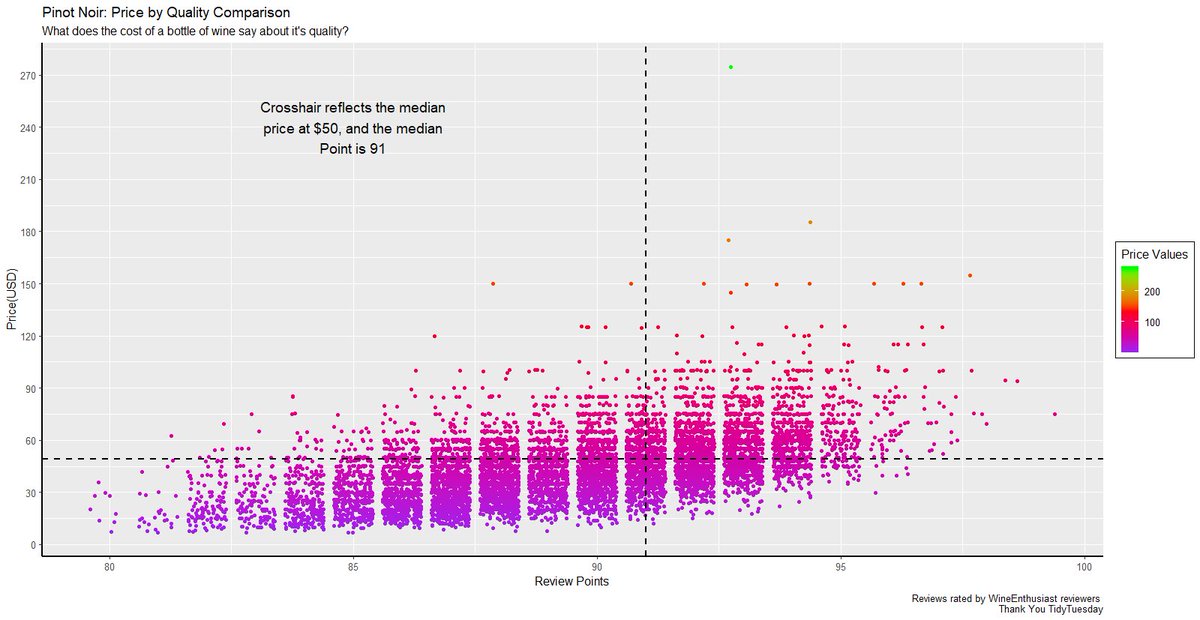 Pinot Noir: Price by Quality Comparison
What does the cost of a bottle of wine say about it's quality?
Crosshair reflects the median
price at $50, and the median
Point is 91
270
240
210
180
150
120
90
60
30
0
Price(USD)
80
85
90
95
100
Review Points
Price Values
200
100
Reviews rated by WineEnthusiast reviewers
Thank You TidyTuesday